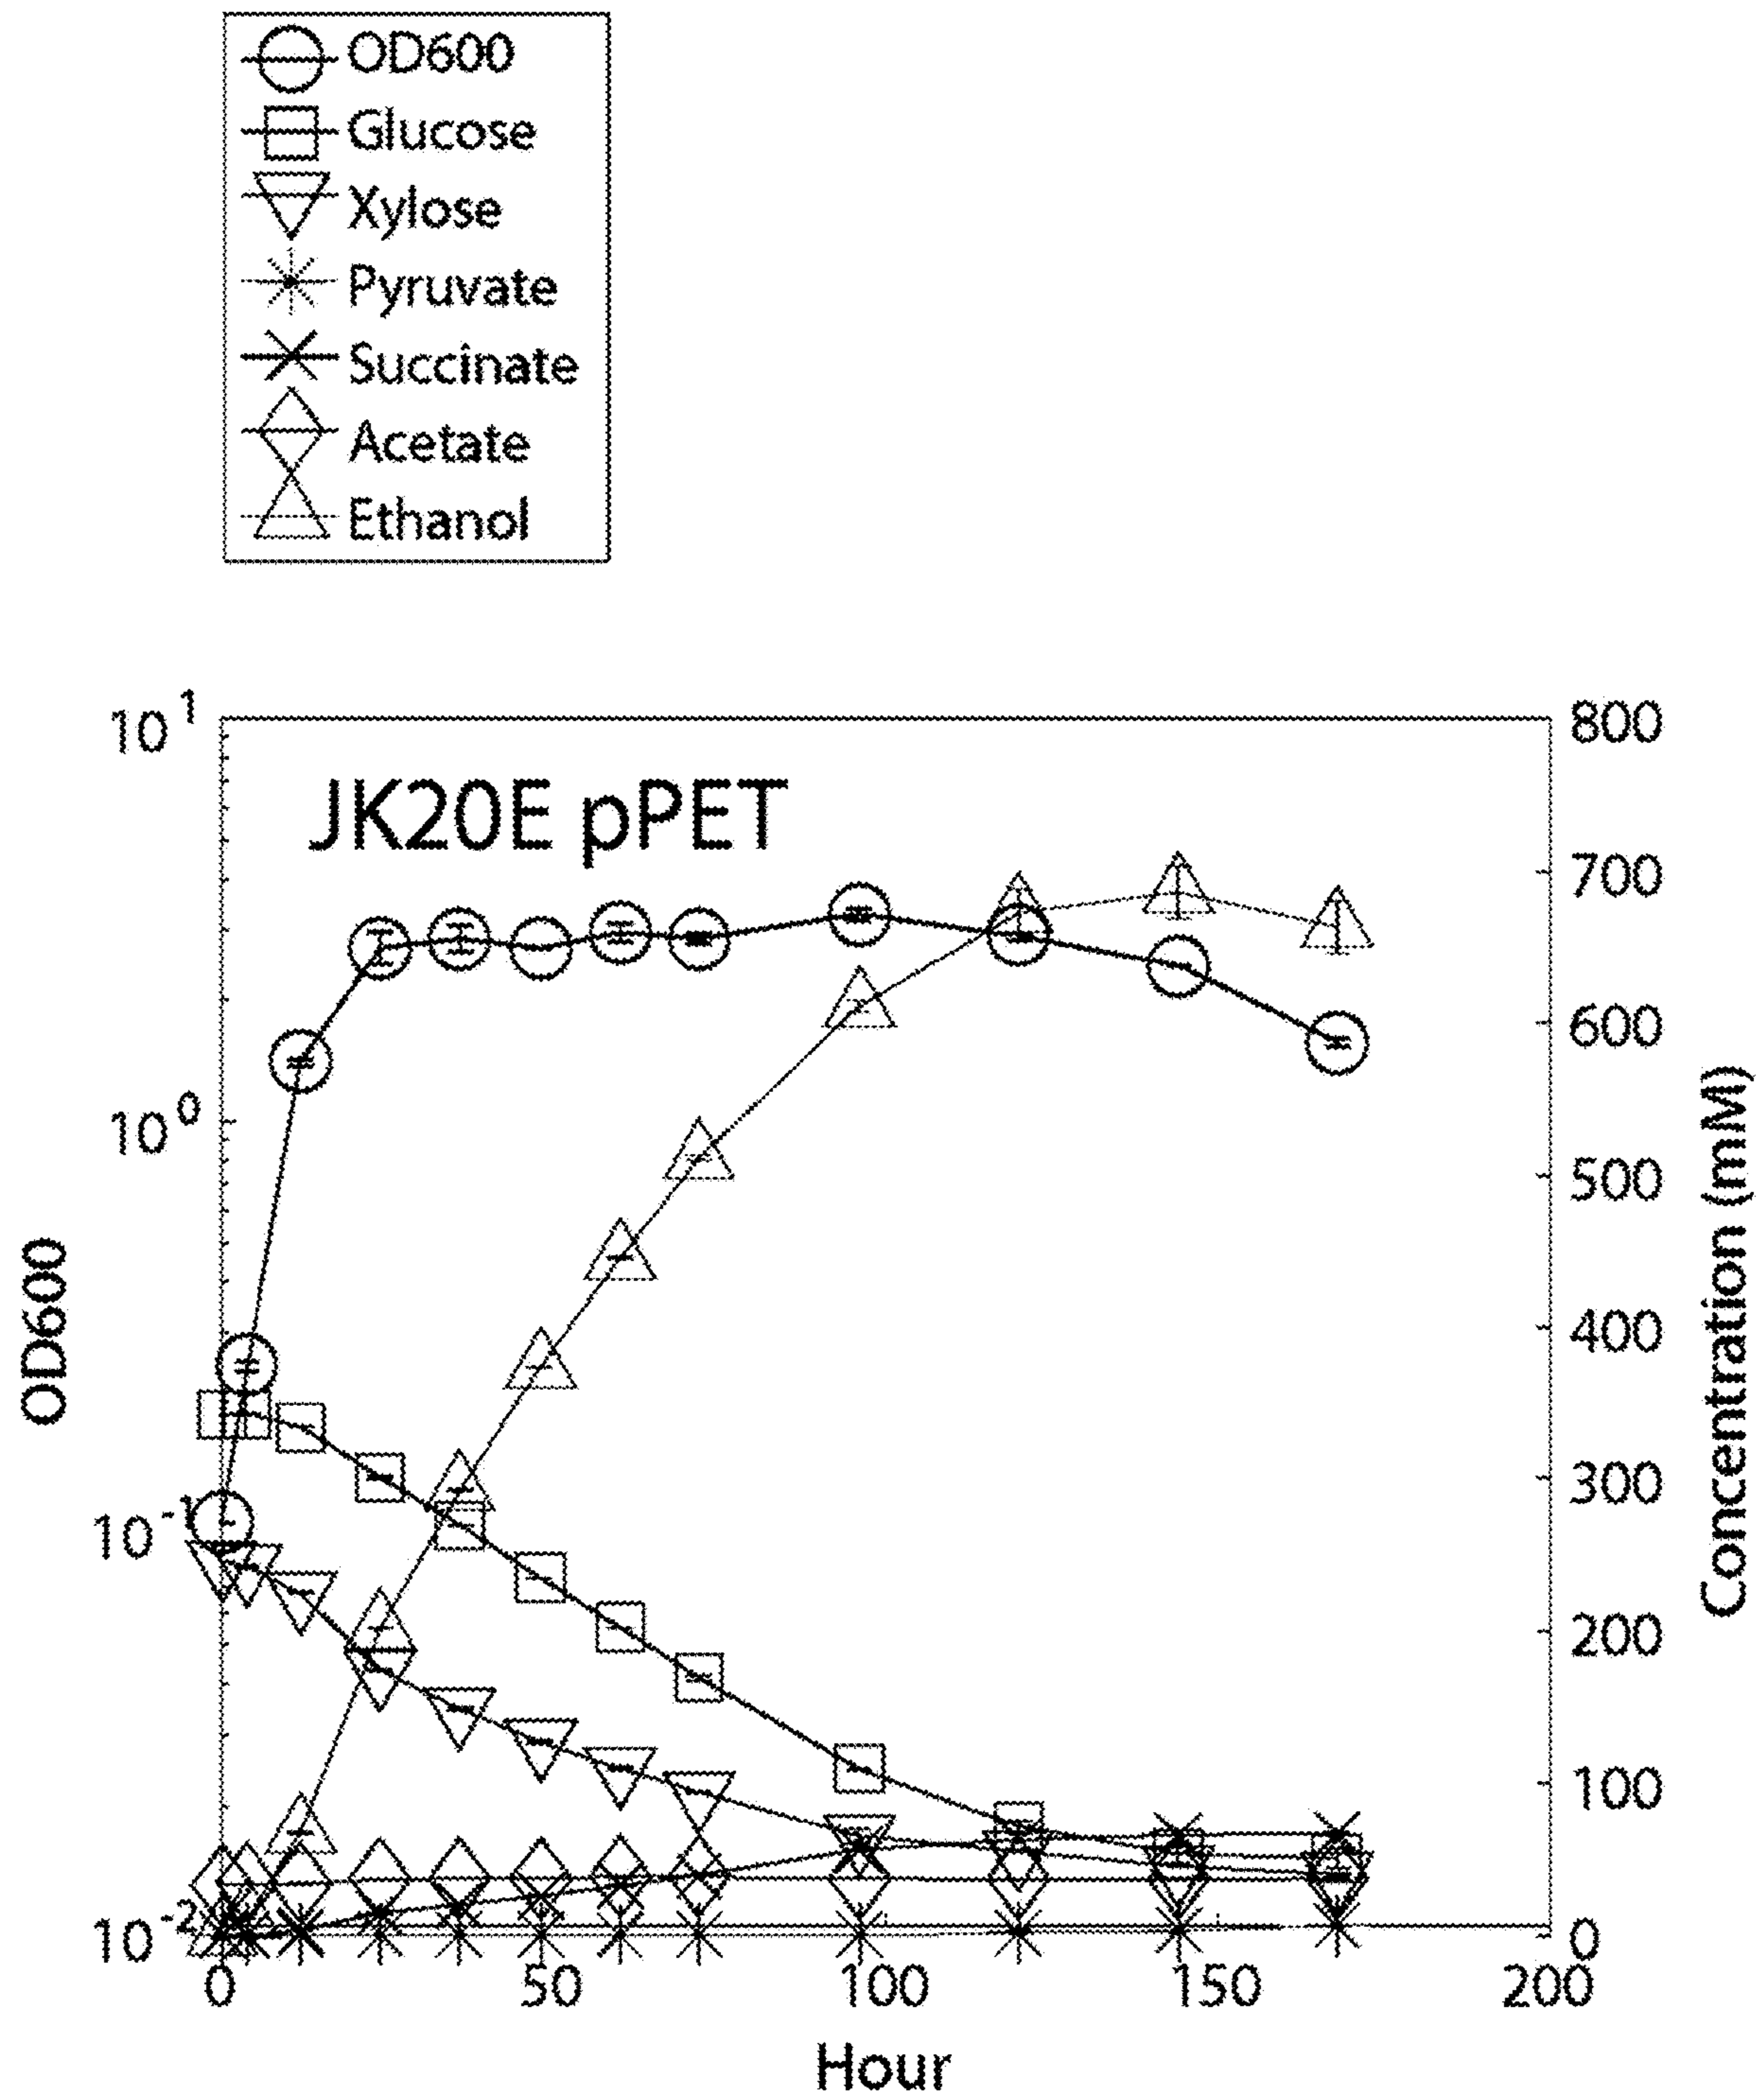 OD600
Glucose
Xylose
Pyruvate
Succinate
Acetate
Ethanol
JK20E pPET
10^1
10^0
10^-1
10^-2
OD600
800
700
600
500
400
300
200
100
0
Concentration (mM)
0 50 100 150 200
Hour